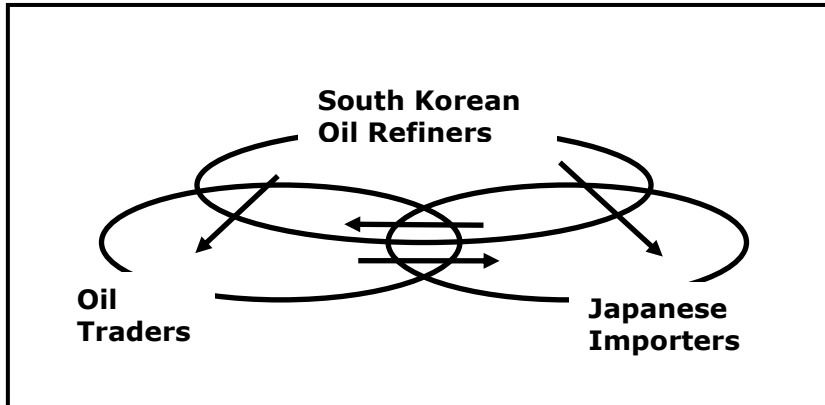 South Korean
Oil Refiners
Oil
Traders
Japanese
Importers